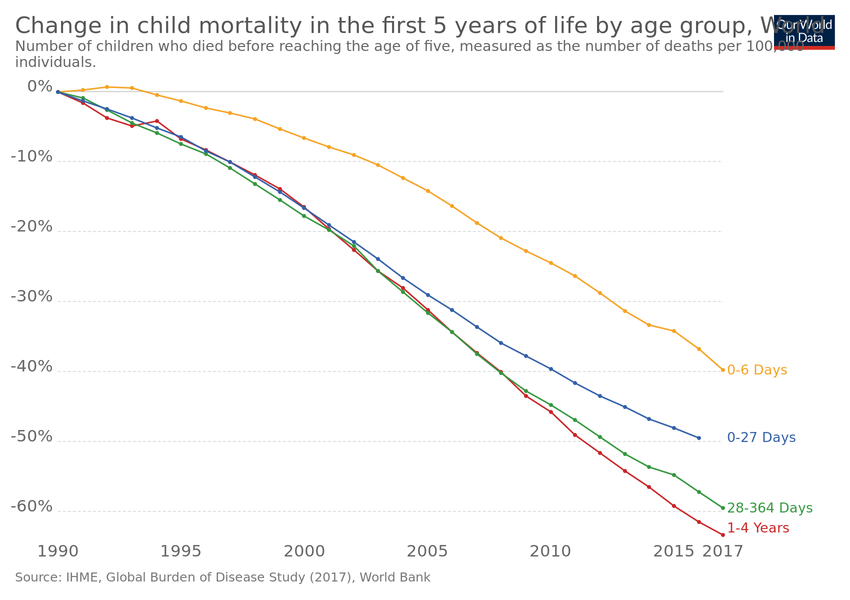 Change in child mortality in the first 5 years of life by age group, World
Our World
in Data
Number of children who died before reaching the age of five, measured as the number of deaths per 100,000
individuals.
0%
-10%
-20%
-30%
-40%
-50%
-60%
0-6 Days
0-27 Days
28-364 Days
1-4 Years
1990 1995 2000 2005 2010 2015 2017
Source: IHME, Global Burden of Disease Study (2017), World Bank